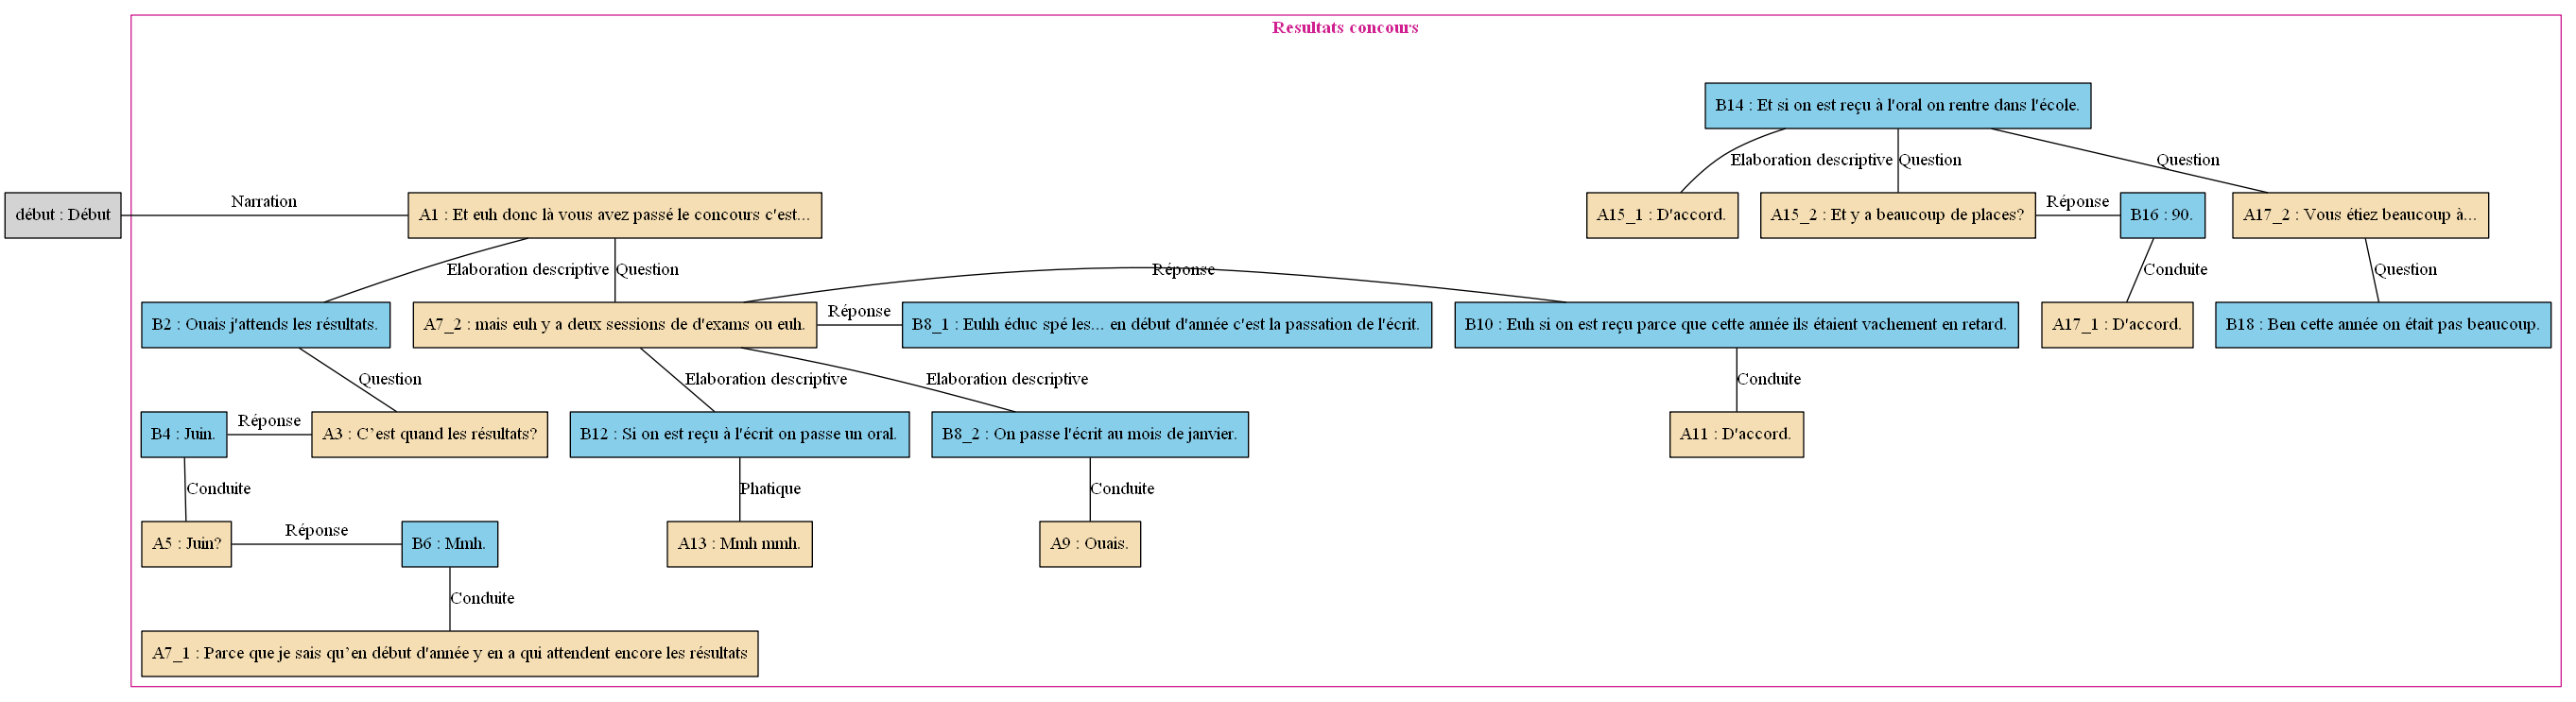 Resultats concours
B14 : Et si on est reçu à l'oral on rentre dans l'école.
Elaboration descriptive
Question
Question
début : Début
Narration
A1 : Et euh donc là vous avez passé le concours c'est...
A15_1 : D'accord.
A15_2 : Et y a beaucoup de places?
Réponse
B16 : 90.
A17_2 : Vous étiez beaucoup à...
Elaboration descriptive
Question
Réponse
Conduite
Question
B2 : Ouais j'attends les résultats.
A7_2 : mais euh y a deux sessions de d'exams ou euh.
Réponse
B8_1 : Euhh éduc spé les... en début d'année c'est la passation de l'écrit.
B10 : Euh si on est reçu parce que cette année ils étaient vachement en retard.
A17_1 : D'accord.
B18 : Ben cette année on était pas beaucoup.
Question
Elaboration descriptive
Elaboration descriptive
Conduite
B4 : Juin.
Réponse
A3 : C’est quand les résultats?
B12 : Si on est reçu à l'écrit on passe un oral.
B8_2 : On passe l'écrit au mois de janvier.
A11 : D'accord.
Conduite
Phatique
Conduite
A5 : Juin?
Réponse
B6 : Mmh.
A13 : Mmh mmh.
A9 : Ouais.
Conduite
A7_1 : Parce que je sais qu’en début d'année y en a qui attendent encore les résultats